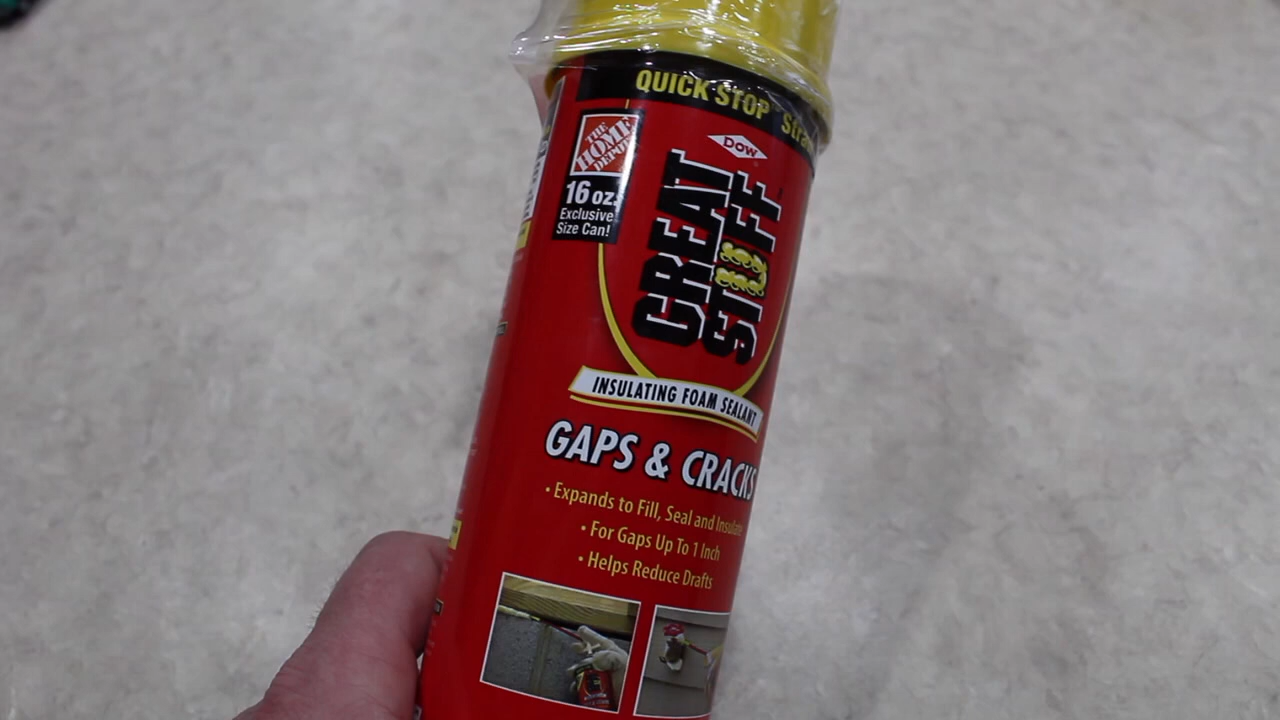 QUICK STOP™
THE
HOME
DEPOT
16 oz.
Exclusive
Size Can!
Dow
GREAT
STUFF
INSULATING FOAM SEALANT
GAPS & CRACKS
• Expands to Fill, Seal and Insulate
• For Gaps Up To 1 Inch
• Helps Reduce Drafts